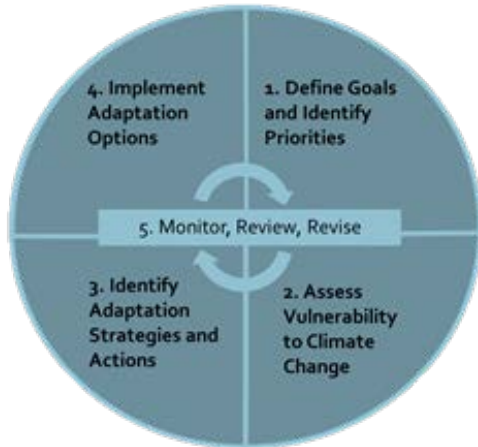 1. Define Goals
and Identify
Priorities
2. Assess
Vulnerability
to Climate
Change
3. Identify
Adaptation
Strategies and
Actions
4. Implement
Adaptation
Options
5. Monitor, Review, Revise